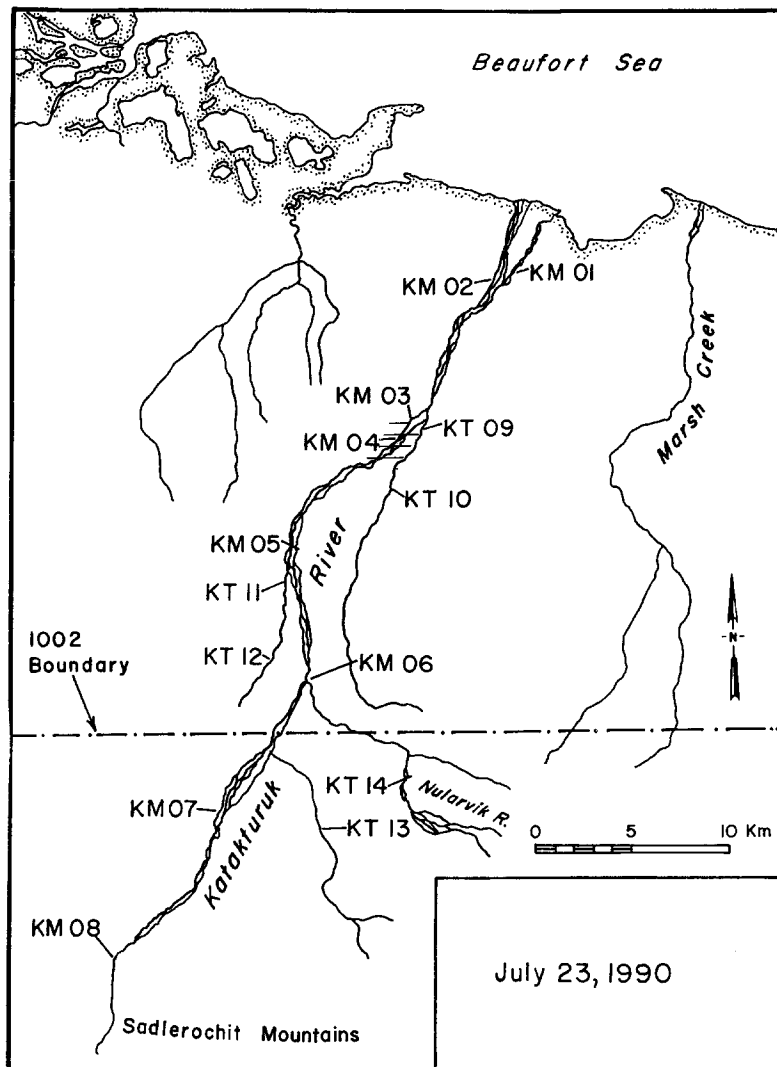 Beaufort Sea
KM 02
KM 01
KM 03
KM 04
KT 09
KT 10
Marsh Creek
KM 05
River
KT 11
KT 12
KM 06
N
1002
Boundary
KT 14
Nularvik R.
KM 07
KT 13
Katakturuk
0 5 10 Km
KM 08
July 23, 1990
Sadlerochit Mountains